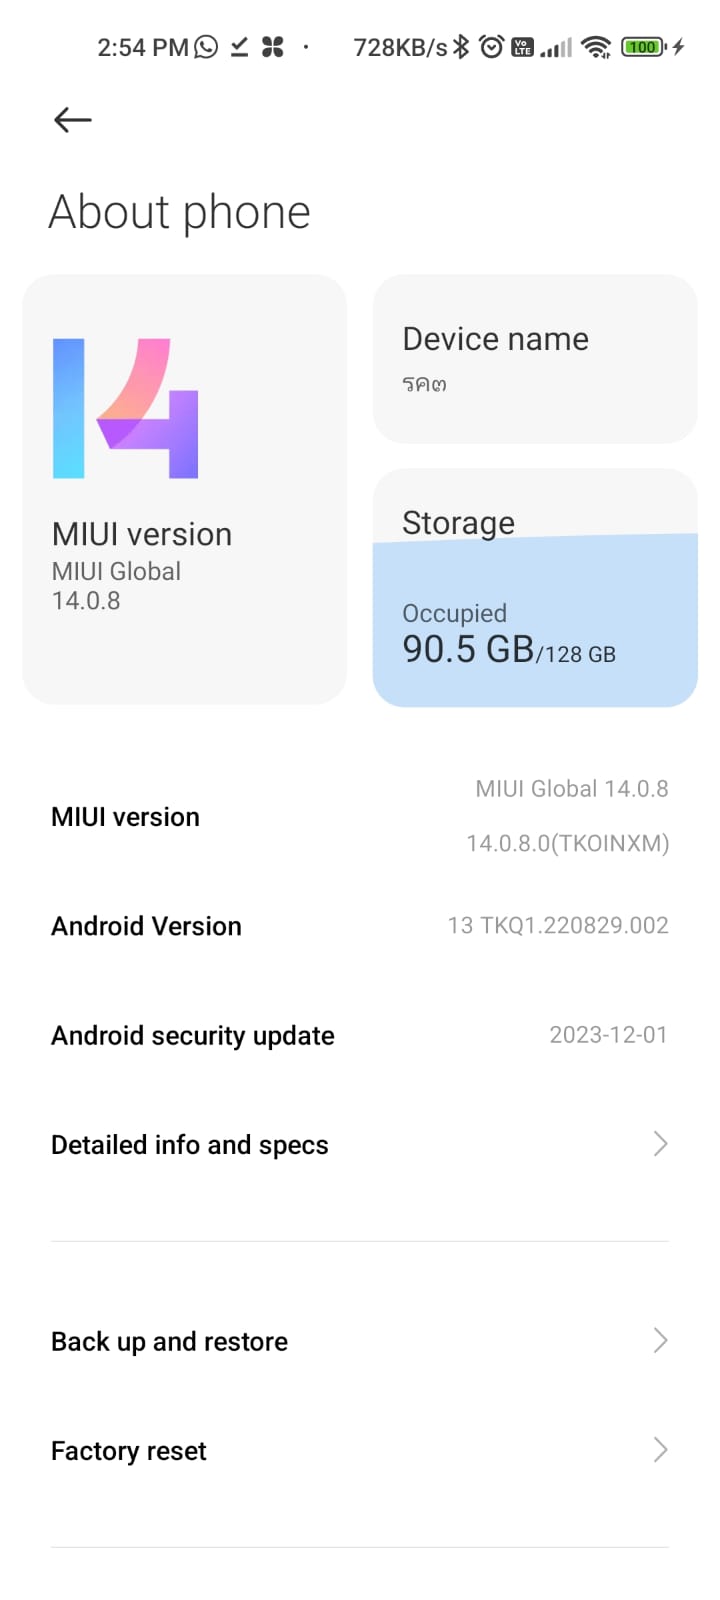 2:54 PM
728KB/s
Vo LTE
100
About phone
14
MIUI version
MIUI Global
14.0.8
Device name
รคต
Storage
Occupied
90.5 GB/128 GB
MIUI version
MIUI Global 14.0.8
14.0.8.0(TKOINXM)
Android Version
13 TKQ1.220829.002
Android security update
2023-12-01
Detailed info and specs
Back up and restore
Factory reset